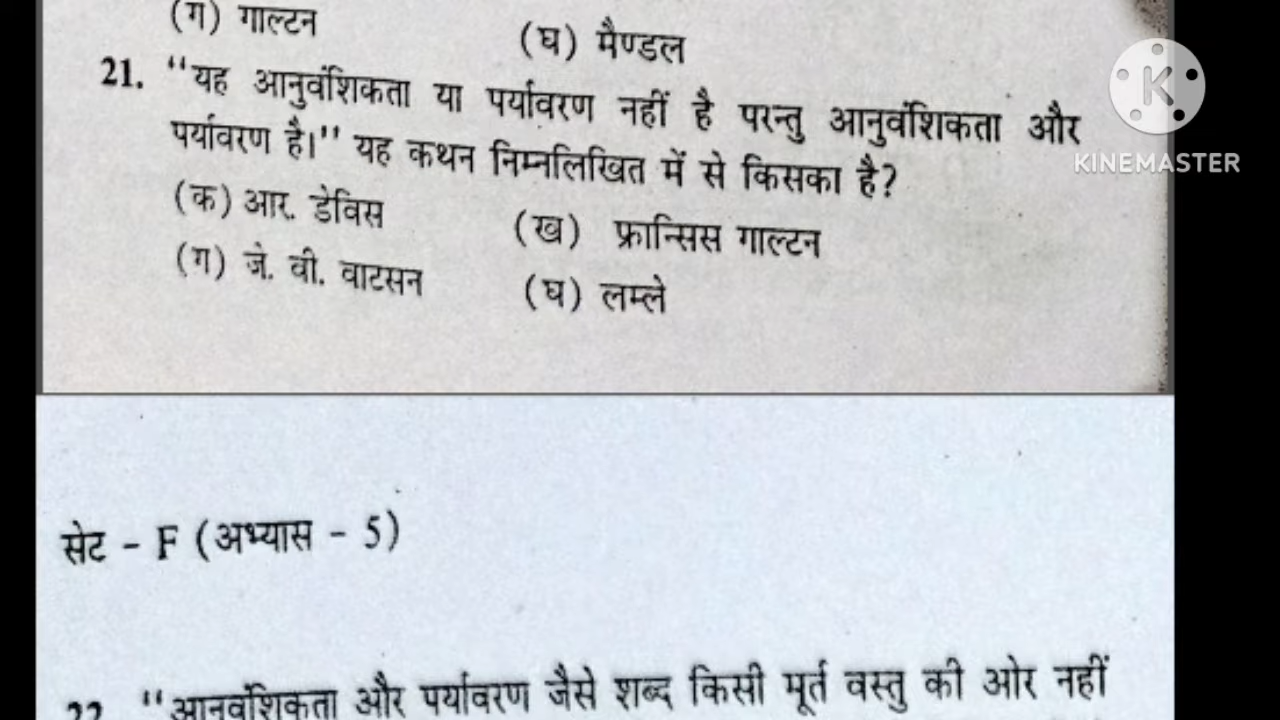 (ग) गाल्टन (घ) मैण्डल
21. "यह आनुवंशिकता या पर्यावरण नहीं है परन्तु आनुवंशिकता और
पर्यावरण है।" यह कथन निम्नलिखित में से किसका है?
(क) आर. डेविस (ख) फ्रान्सिस गाल्टन
(ग) जे. वी. वाटसन (घ) लम्ले
K
KINEMASTER
सेट - F (अभ्यास - 5)
22. "आनुवंशिकता और पर्यावरण जैसे शब्द किसी मूर्त वस्तु की ओर नहीं